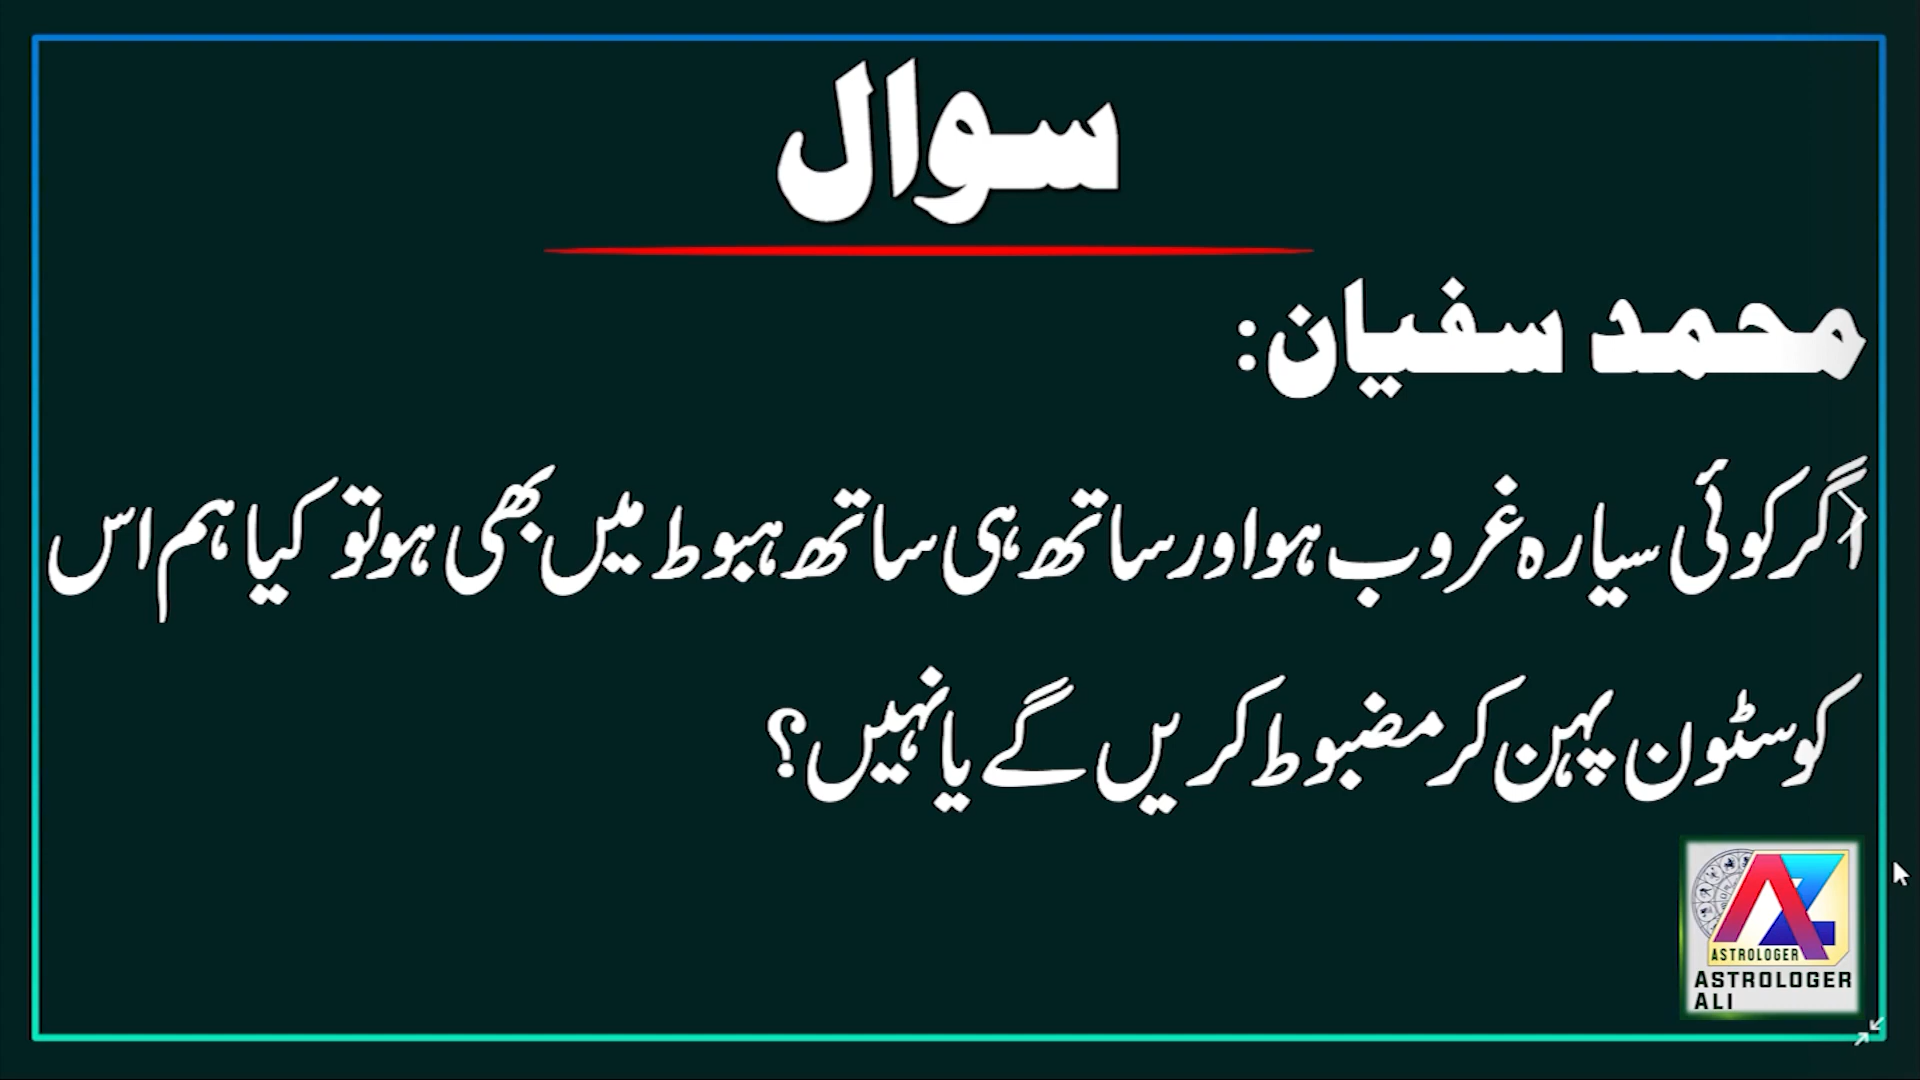 سوال
محمد سفیان:
اگر کوئی سیارہ غروب ہو اور ساتھ ہی ساتھ ہبوط میں بھی ہو تو کیا ہم اس
کو سٹون پہن کر مضبوط کریں گے یا نہیں؟
AZ
ASTROLOGER
ASTROLOGER
ALI